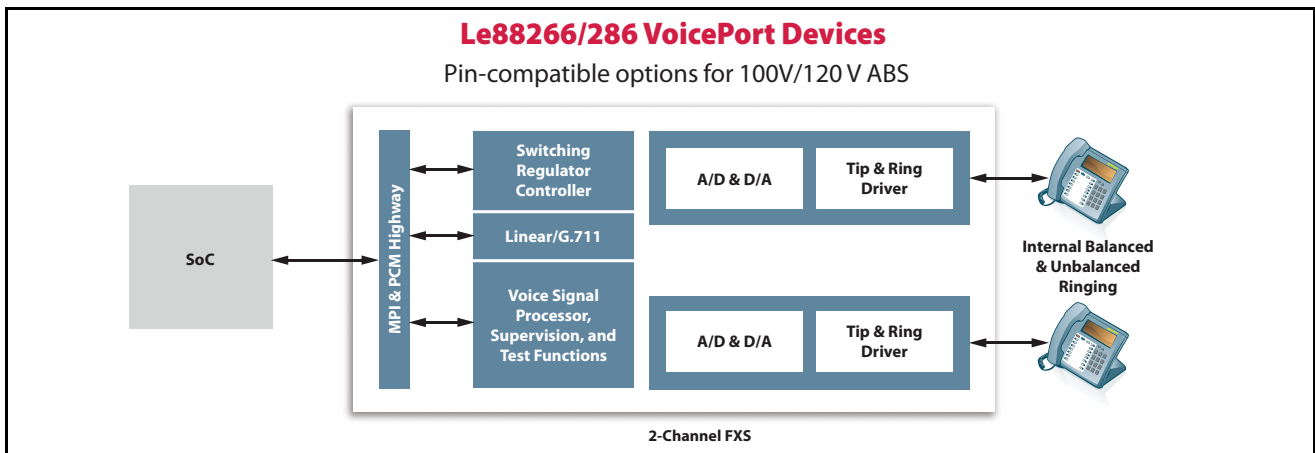 Le88266/286 VoicePort Devices
Pin-compatible options for 100V/120 V ABS
SoC
MPI & PCM Highway
Switching
Regulator
Controller
Linear/G.711
Voice Signal
Processor,
Supervision, and
Test Functions
A/D & D/A
Tip & Ring
Driver
A/D & D/A
Tip & Ring
Driver
Internal Balanced
& Unbalanced
Ringing
2-Channel FXS